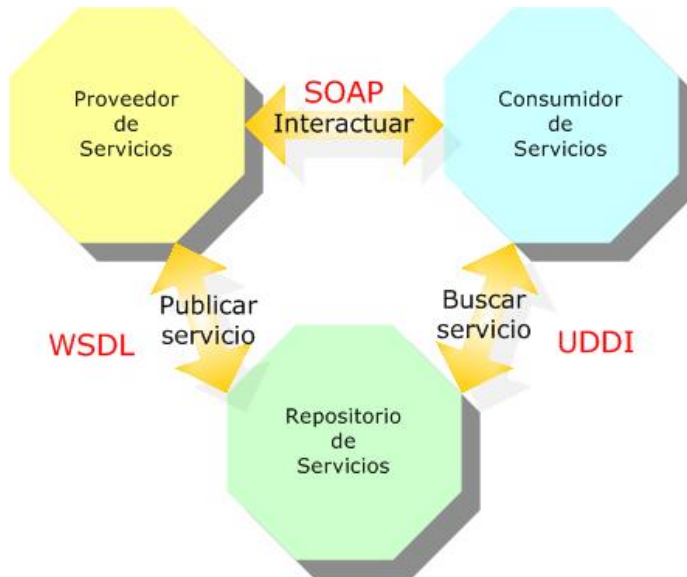 Proveedor
de
Servicios
SOAP
Interactuar
Consumidor
de
Servicios
WSDL
Publicar
servicio
Buscar
servicio
UDDI
Repositorio
de
Servicios